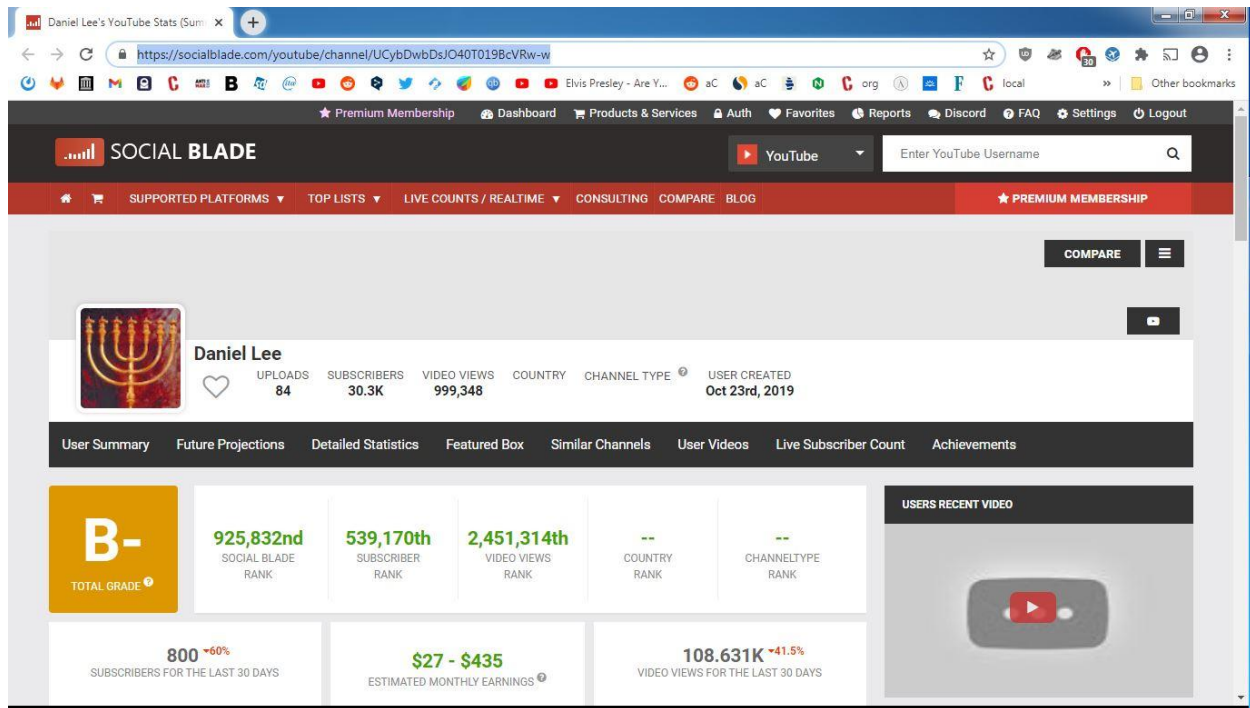 Daniel Lee's YouTube Stats (Sum
https://socialblade.com/youtube/channel/UCybDwbDsJO40T019BcVRw-w
30
Elvis Presley - Are Y... aC aC org local » Other bookmarks
Premium Membership Dashboard Products & Services Auth Favorites Reports Discord FAQ Settings Logout
SOCIAL BLADE YouTube Enter YouTube Username
SUPPORTED PLATFORMS TOP LISTS LIVE COUNTS / REALTIME CONSULTING COMPARE BLOG PREMIUM MEMBERSHIP
COMPARE
Daniel Lee
UPLOADS SUBSCRIBERS VIDEO VIEWS COUNTRY CHANNEL TYPE USER CREATED
84 30.3K 999,348 Oct 23rd, 2019
User Summary Future Projections Detailed Statistics Featured Box Similar Channels User Videos Live Subscriber Count Achievements
B-
TOTAL GRADE
925,832nd 539,170th 2,451,314th -- --
SOCIAL BLADE SUBSCRIBER VIDEO VIEWS COUNTRY CHANNELTYPE
RANK RANK RANK RANK RANK
USERS RECENT VIDEO
800 60%
SUBSCRIBERS FOR THE LAST 30 DAYS
$27 - $435
ESTIMATED MONTHLY EARNINGS
108.631K 41.5%
VIDEO VIEWS FOR THE LAST 30 DAYS